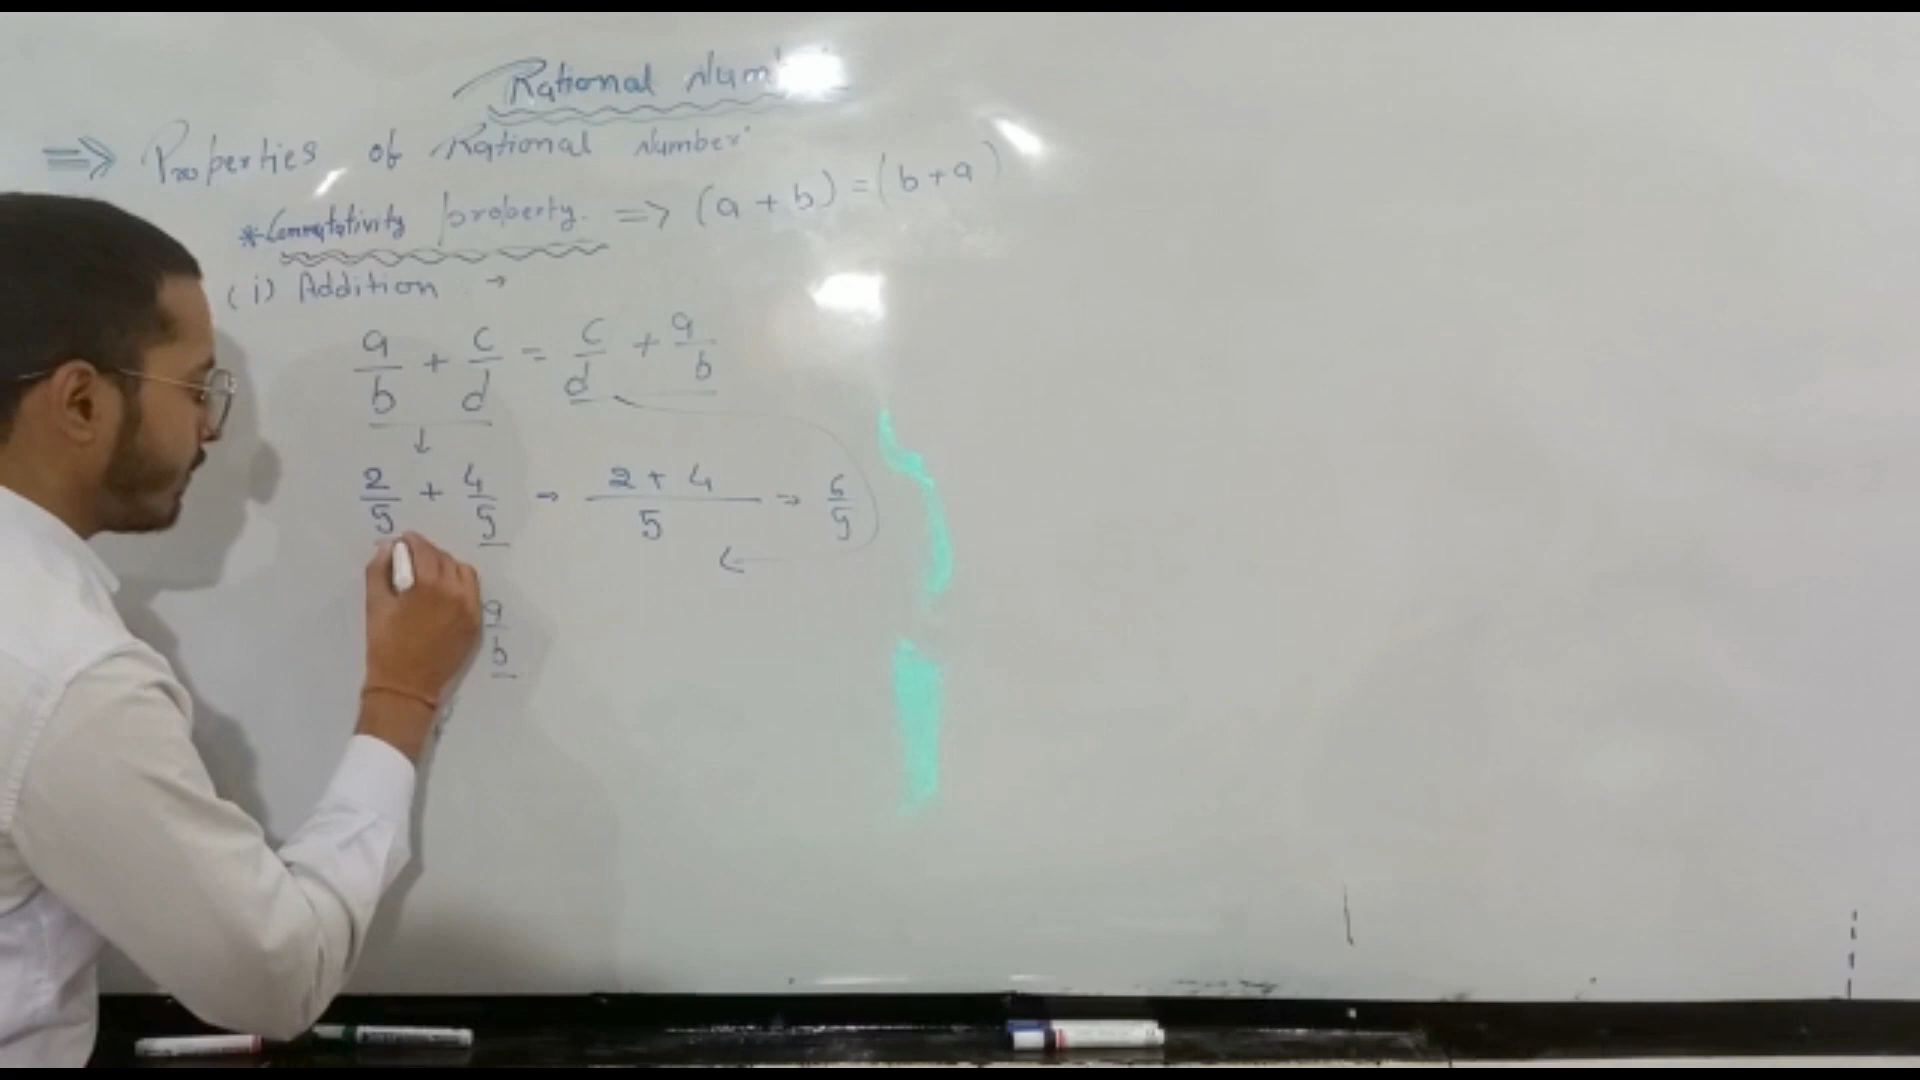 Rational Num
=> Properties of Rational Number
*Commutativity property. => (a + b) = (b + a)
(i) Addition →
a/b + c/d = c/d + a/b
↓
2/5 + 4/5 → 2 + 4/5 → 6/5
←
a/b